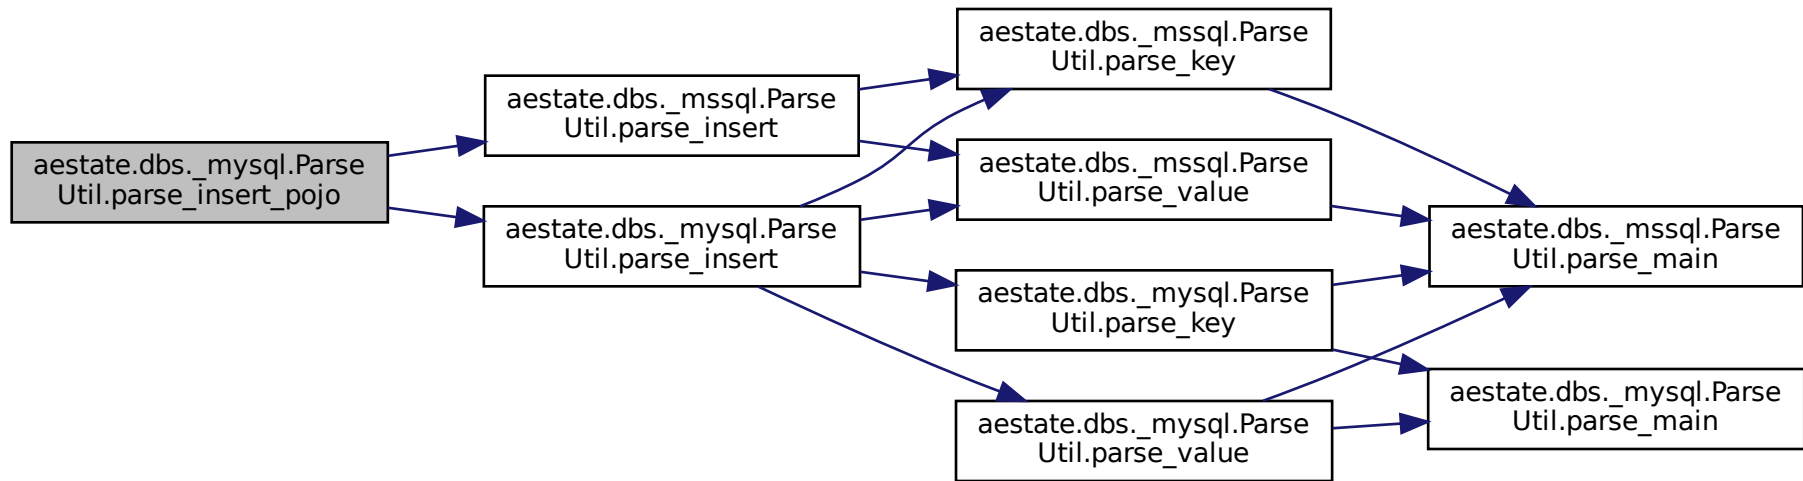 aestate.dbs._mysql.Parse
Util.parse_insert_pojo
aestate.dbs._mssql.Parse
Util.parse_insert
aestate.dbs._mysql.Parse
Util.parse_insert
aestate.dbs._mssql.Parse
Util.parse_key
aestate.dbs._mssql.Parse
Util.parse_value
aestate.dbs._mysql.Parse
Util.parse_key
aestate.dbs._mysql.Parse
Util.parse_value
aestate.dbs._mssql.Parse
Util.parse_main
aestate.dbs._mysql.Parse
Util.parse_main